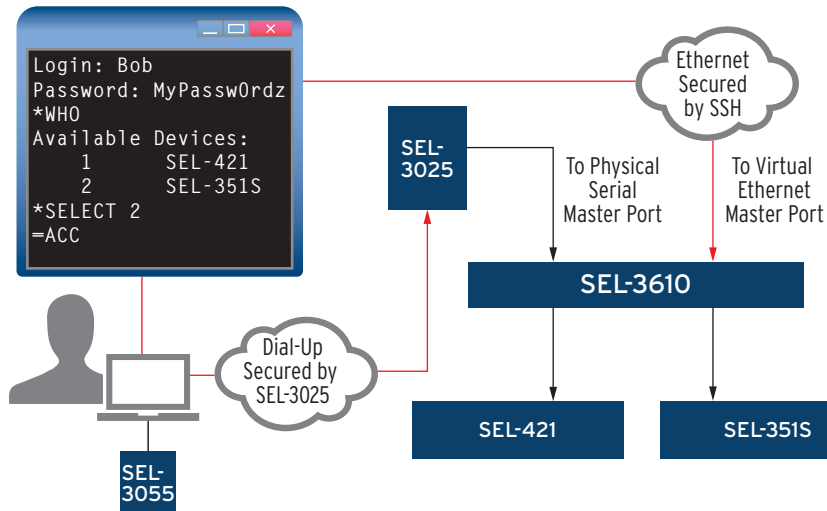 Login: Bob
Password: MyPassw0rdz
*WHO
Available Devices:
1 SEL-421
2 SEL-351S
*SELECT 2
=ACC
Ethernet
Secured
by SSH
SEL-
3025
To Physical
Serial
Master Port
To Virtual
Ethernet
Master Port
SEL-3610
Dial-Up
Secured by
SEL-3025
SEL-421
SEL-351S
SEL-
3055